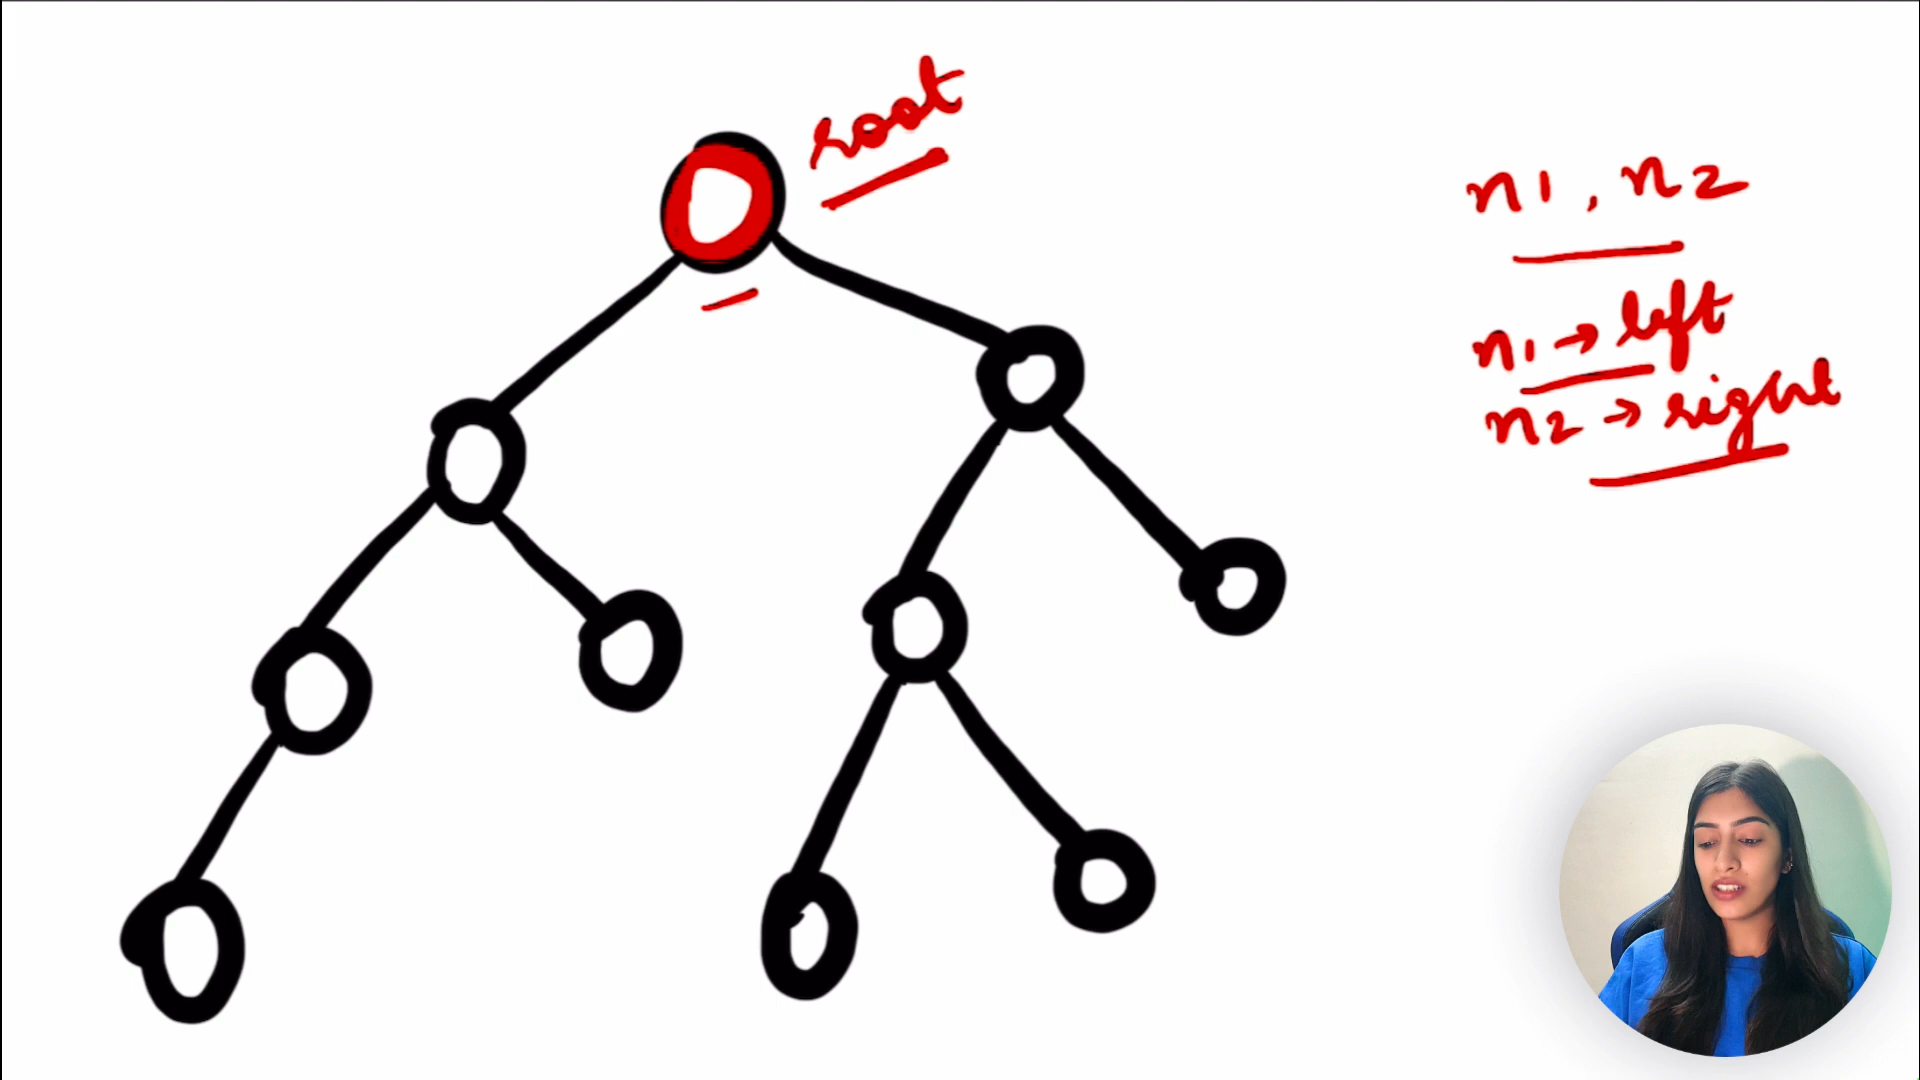 root
n1, n2
n1 → left
n2 → right